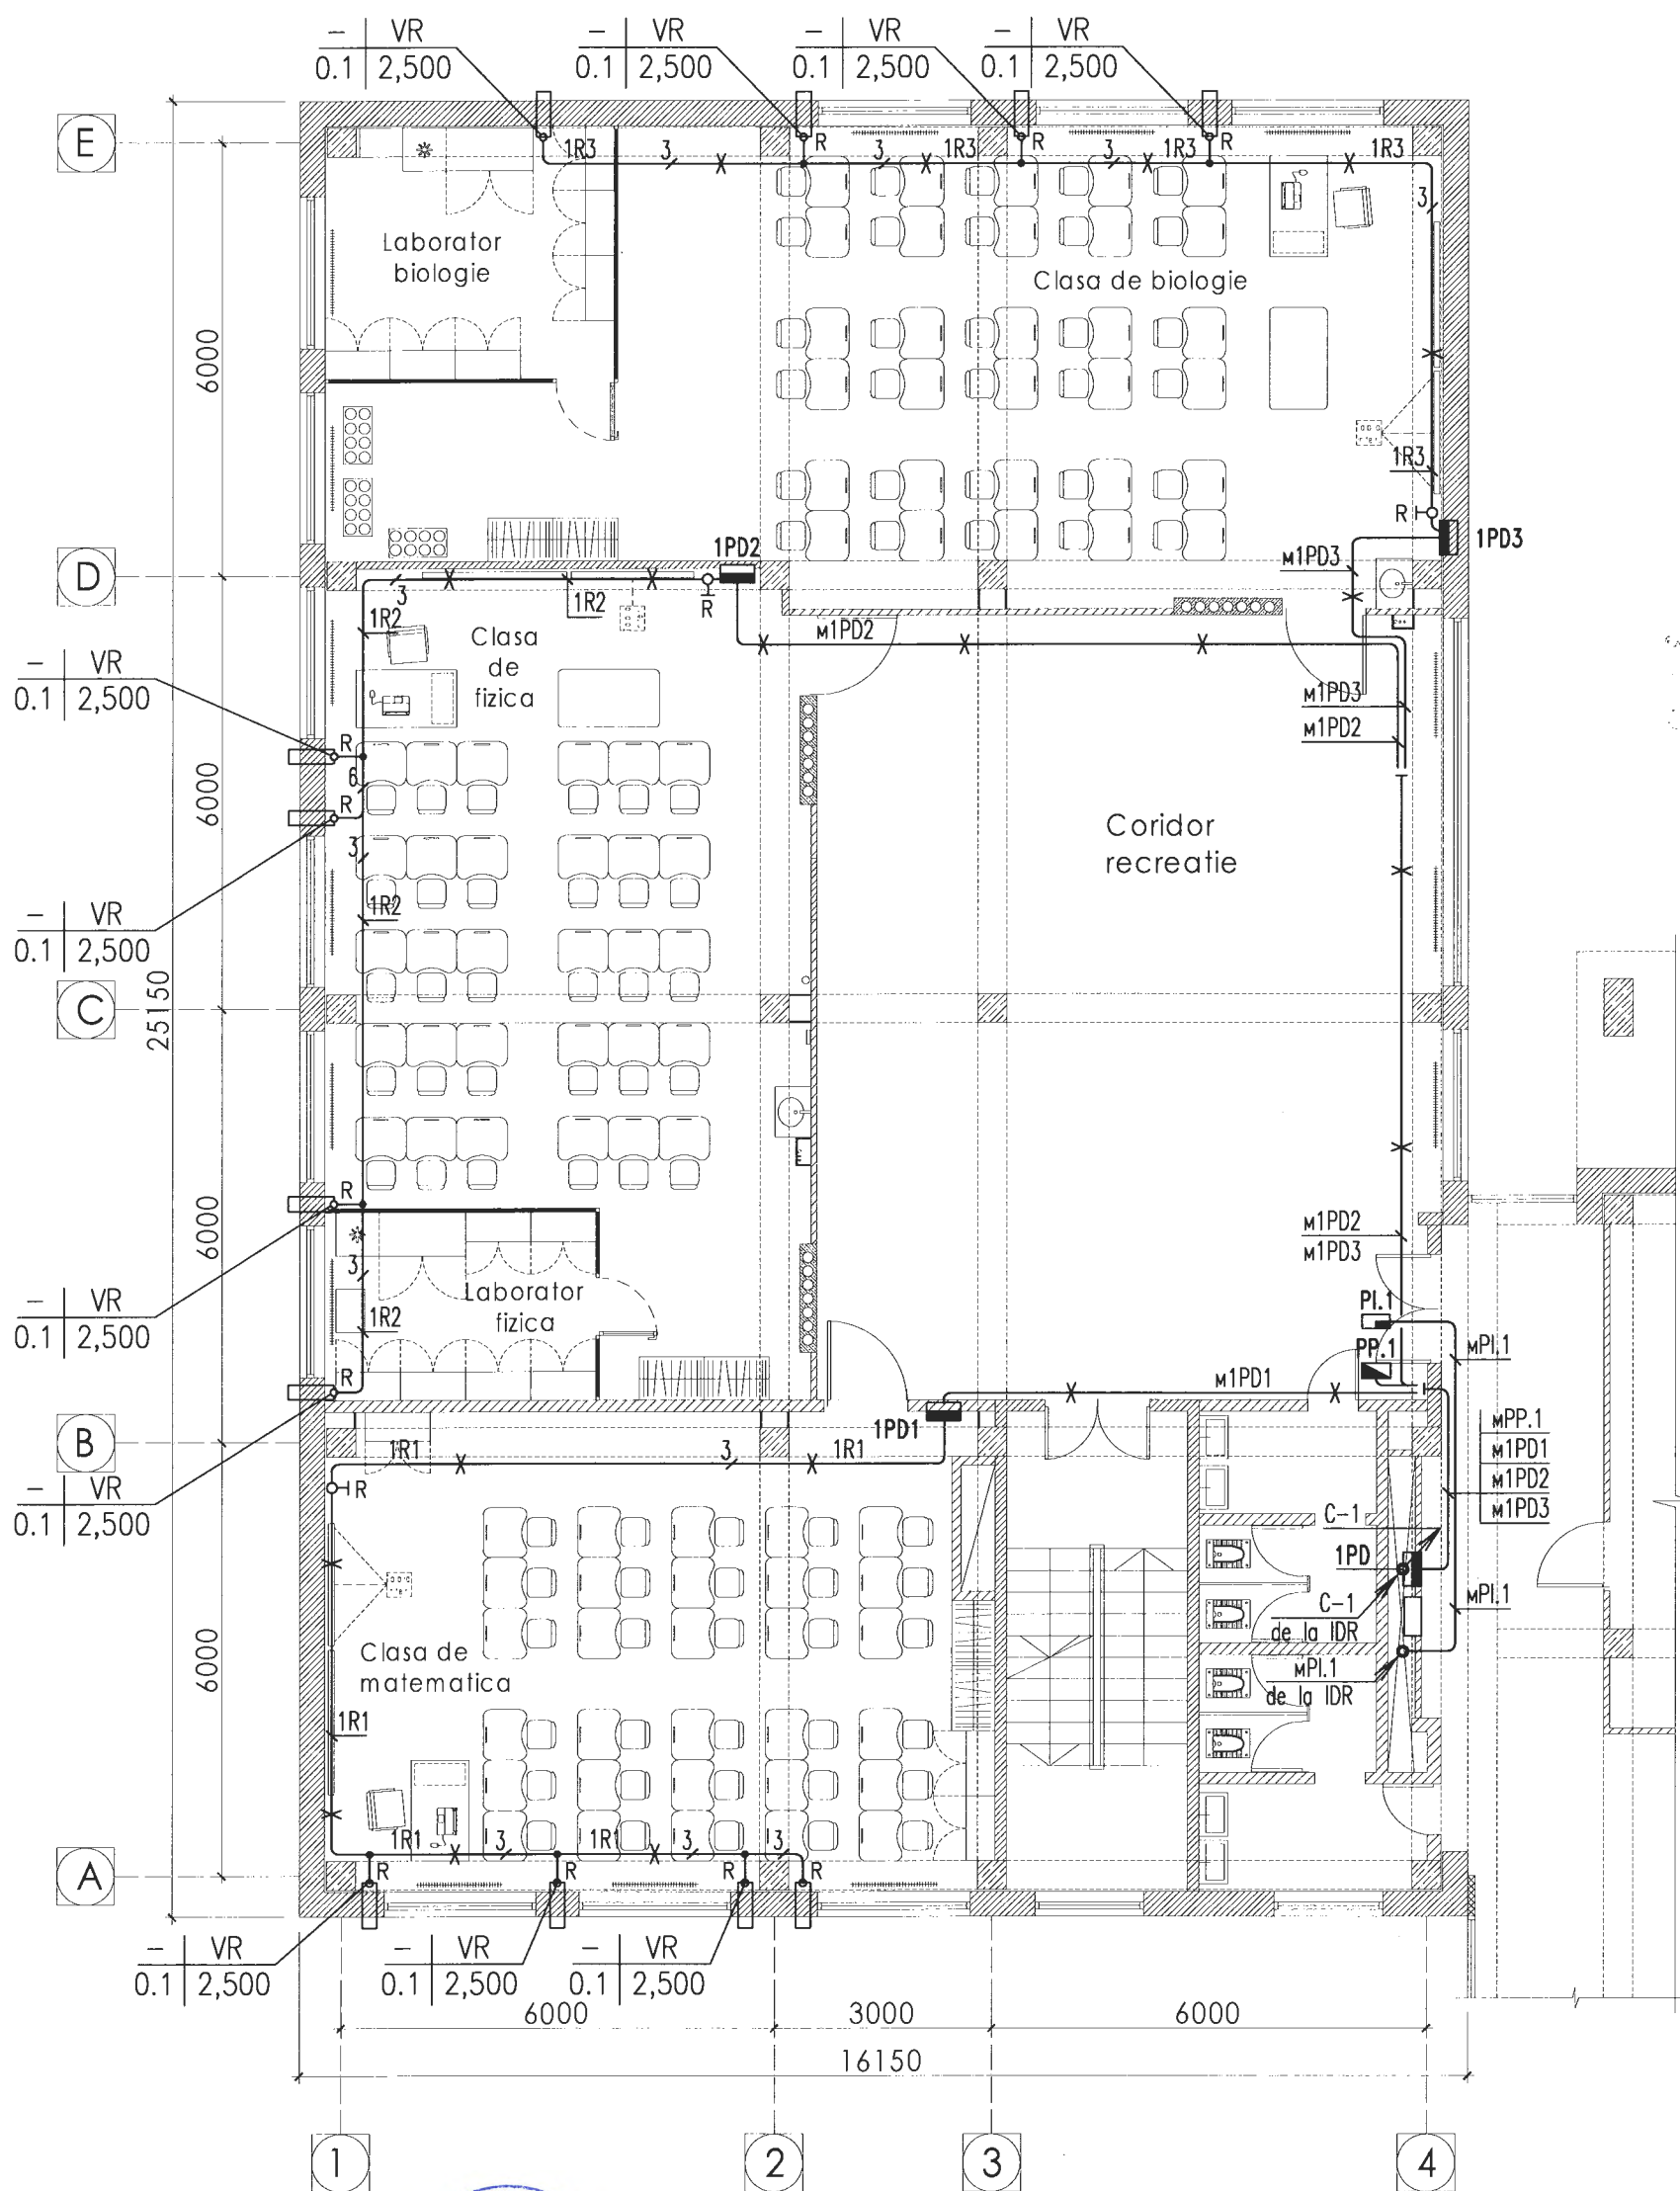 – VR
0.1 2,500
– VR
0.1 2,500
– VR
0.1 2,500
– VR
0.1 2,500
E
R
R
R
1R3
3
3
1R3
3
1R3
1R3
3
Laborator
biologie
Clasa de biologie
6000
1R3
R
1PD3
1PD2
м1PD3
D
3
1R2
R
1R2
м1PD2
Clasa
de
fizica
– VR
0.1 2,500
м1PD3
м1PD2
R
6
R
3
6000
Coridor
recreatie
1R2
– VR
0.1 2,500
C
25150
R
6000
м1PD2
м1PD3
3
Laborator
fizica
1R2
– VR
0.1 2,500
PI.1
PP.1
мPI.1
R
м1PD1
1PD1
B
1R1
3
1R1
мPP.1
м1PD1
м1PD2
м1PD3
– VR
0.1 2,500
R
C-1
1PD
C-1
de la IDR
мPI.1
мPI.1
de la IDR
6000
Clasa de
matematica
1R1
1R1
3
1R1
3
3
A
R
R
R
R
– VR
0.1 2,500
– VR
0.1 2,500
– VR
0.1 2,500
6000
3000
6000
16150
1
2
3
4